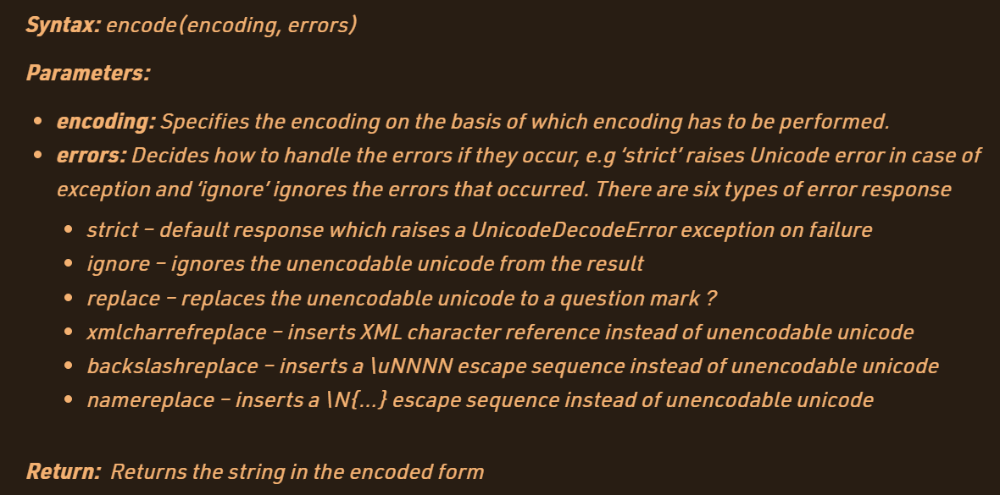 Syntax: encode(encoding, errors)
Parameters:
• encoding: Specifies the encoding on the basis of which encoding has to be performed.
• errors: Decides how to handle the errors if they occur, e.g ‘strict’ raises Unicode error in case of
exception and ‘ignore’ ignores the errors that occurred. There are six types of error response
• strict – default response which raises a UnicodeDecodeError exception on failure
• ignore – ignores the unencodable unicode from the result
• replace – replaces the unencodable unicode to a question mark ?
• xmlcharrefreplace – inserts XML character reference instead of unencodable unicode
• backslashreplace – inserts a \uNNNN escape sequence instead of unencodable unicode
• namereplace – inserts a \N{…} escape sequence instead of unencodable unicode
Return: Returns the string in the encoded form